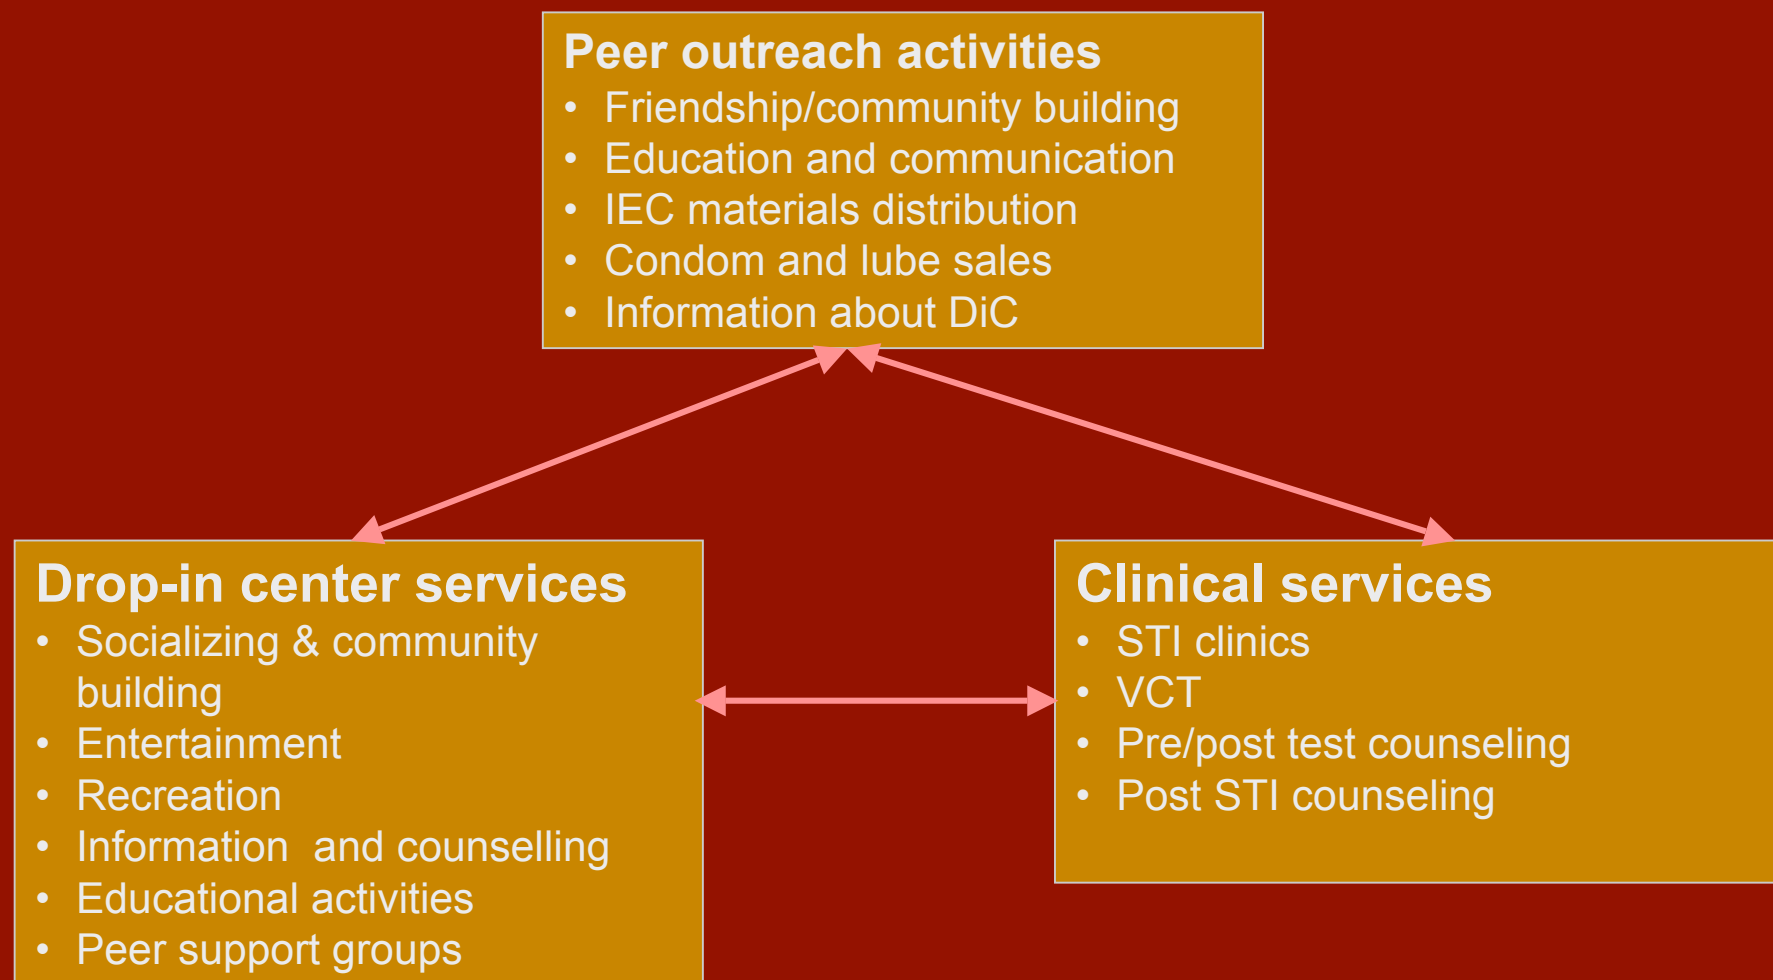 Peer outreach activities
• Friendship/community building
• Education and communication
• IEC materials distribution
• Condom and lube sales
• Information about DiC
Drop-in center services
• Socializing & community
building
• Entertainment
• Recreation
• Information  and counselling
• Educational activities
• Peer support groups
Clinical services
• STI clinics
• VCT
• Pre/post test counseling
• Post STI counseling